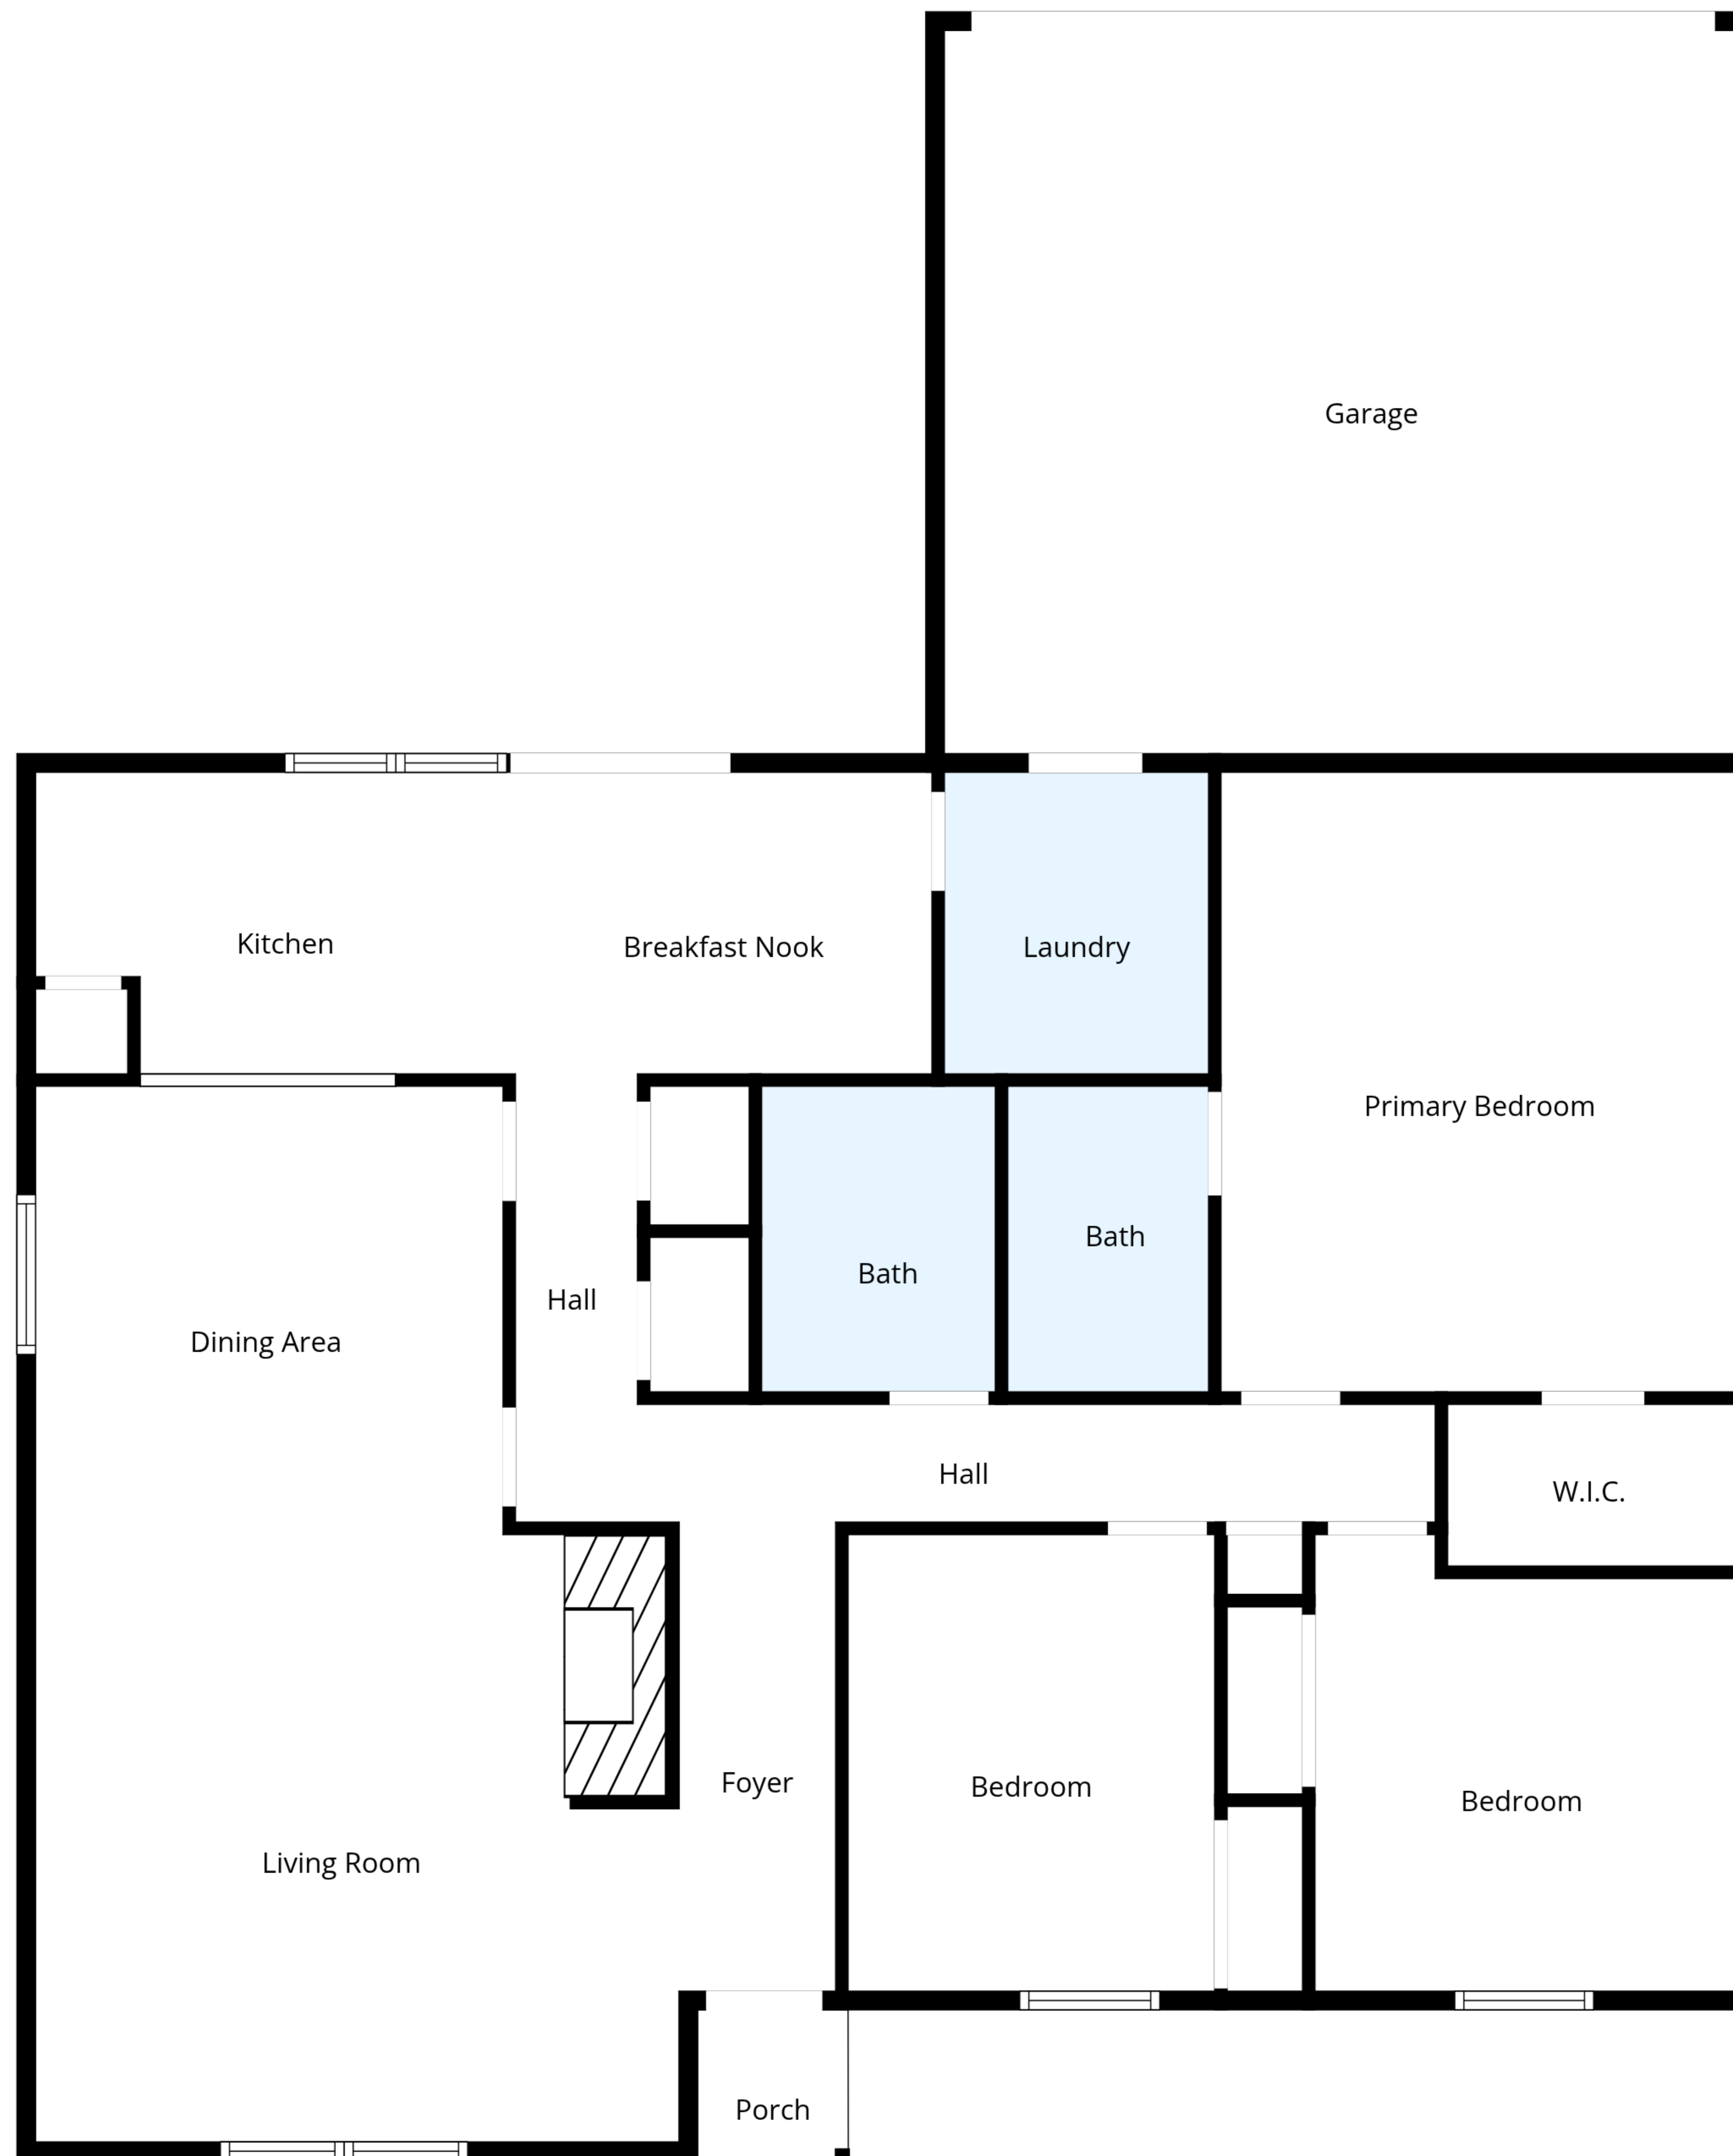 Garage
Kitchen
Breakfast Nook
Laundry
Primary Bedroom
Bath
Bath
Hall
Dining Area
Hall
W.I.C.
Foyer
Bedroom
Bedroom
Living Room
Porch